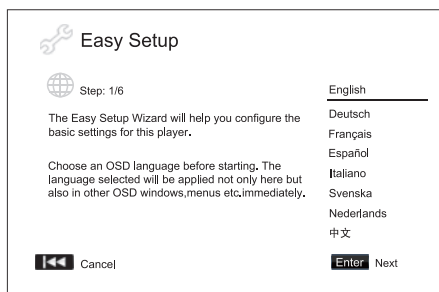 Easy Setup
Step: 1/6
The Easy Setup Wizard will help you configure the
basic settings for this player.
Choose an OSD language before starting. The
language selected will be applied not only here but
also in other OSD windows,menus etc.immediately.
English
Deutsch
Français
Español
Italiano
Svenska
Nederlands
中文
Cancel
Enter Next